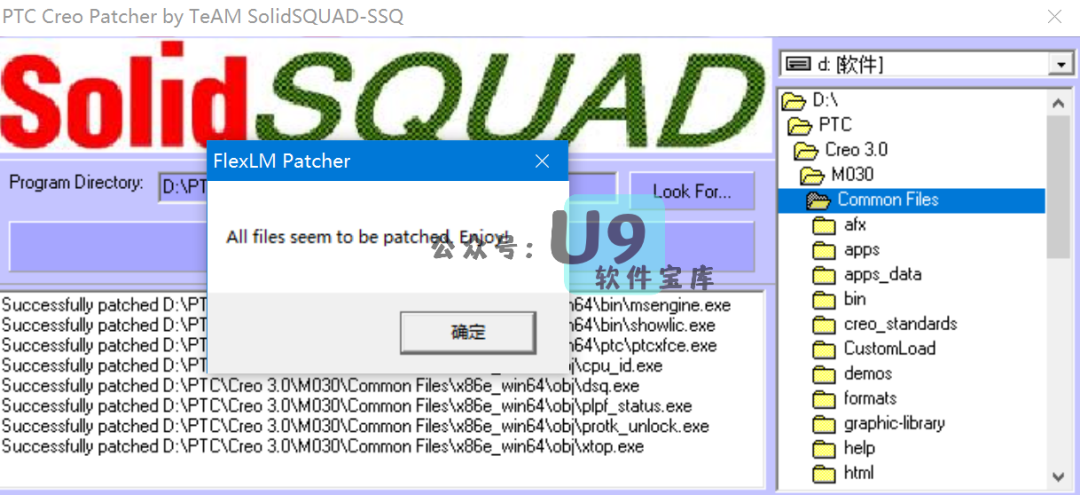 PTC Creo Patcher by TeAM SolidSQUAD-SSQ
SolidSQUAD
d: [软件]
D:\
PTC
Creo 3.0
M030
Common Files
afx
apps
apps_data
bin
creo_standards
CustomLoad
demos
formats
graphic-library
help
html
Program Directory:
D:\PT
Look For...
FlexLM Patcher
All files seem to be patched. Enjoy!
确定
公众号:
U9
软件宝库
Successfully patched D:\PT n64\bin\msengine.exe
Successfully patched D:\PT n64\bin\showlic.exe
Successfully patched D:\PT n64\ptc\ptcxfce.exe
Successfully patched D:\PT \obj\cpu_id.exe
Successfully patched D:\PTC\Creo 3.0\M030\Common Files\x86e_win64\obj\dsq.exe
Successfully patched D:\PTC\Creo 3.0\M030\Common Files\x86e_win64\obj\plpf_status.exe
Successfully patched D:\PTC\Creo 3.0\M030\Common Files\x86e_win64\obj\protk_unlock.exe
Successfully patched D:\PTC\Creo 3.0\M030\Common Files\x86e_win64\obj\xtop.exe